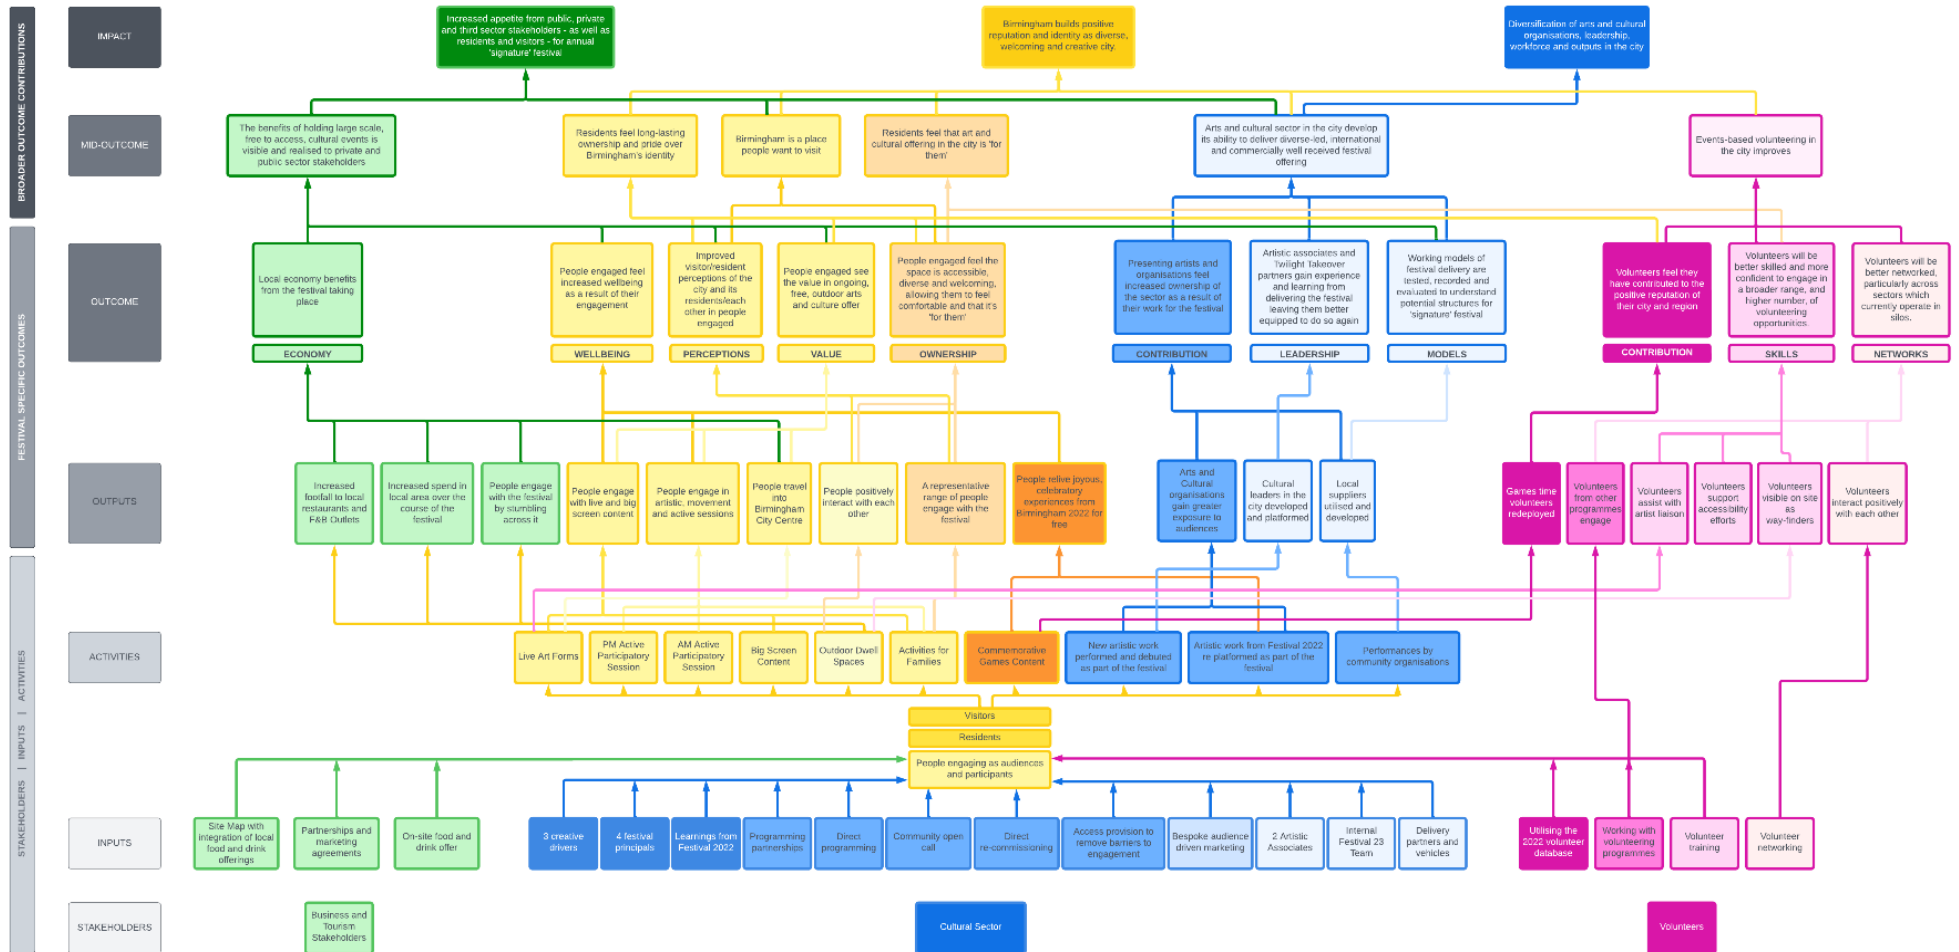 BROADER OUTCOME CONTRIBUTIONS
IMPACT
Increased appetite from public, private
and third sector stakeholders - as well as
residents and visitors - for annual
'signature' festival
Birmingham builds positive
reputation and identity as diverse,
welcoming and creative city.
Diversification of arts and cultural
organisations, leadership,
workforce and outputs in the city
MID-OUTCOME
The benefits of holding large scale,
free to access, cultural events is
visible and realised to private and
public sector stakeholders
Residents feel long-lasting
ownership and pride over
Birmingham's identity
Birmingham is a place
people want to visit
Residents feel that art and
cultural offering in the city is 'for
them'
Arts and cultural sector in the city develop
its ability to deliver diverse-led, international
and commercially well received festival
offering
Events-based volunteering in
the city improves
FESTIVAL SPECIFIC OUTCOMES
OUTCOME
Local economy benefits
from the festival taking
place
People engaged feel
increased wellbeing
as a result of their
engagement
Improved
visitor/resident
perceptions of the
city and its
residents/each
other in people
engaged
People engaged see
the value in ongoing,
free, outdoor arts
and culture offer
People engaged feel the
space is accessible,
diverse and welcoming,
allowing them to feel
comfortable and that it's
'for them'
Presenting artists and
organisations feel
increased ownership of
the sector as a result of
their work for the festival
Artistic associates and
Twilight Takeover
partners gain experience
and learning from
delivering the festival
leaving them better
equipped to do so again
Working models of
festival delivery are
tested, recorded and
evaluated to understand
potential structures for
'signature' festival
Volunteers feel they
have contributed to the
positive reputation of
their city and region
Volunteers will be
better skilled and more
confident to engage in
a broader range, and
higher number, of
volunteering
opportunities.
Volunteers will be
better networked,
particularly across
sectors which
currently operate in
silos.
ECONOMY
WELLBEING
PERCEPTIONS
VALUE
OWNERSHIP
CONTRIBUTION
LEADERSHIP
MODELS
CONTRIBUTION
SKILLS
NETWORKS
OUTPUTS
Increased
footfall to local
restaurants and
F&B Outlets
Increased spend in
local area over the
course of the
festival
People engage
with the festival
by stumbling
across it
People engage
with live and big
screen content
People engage in
artistic, movement
and active sessions
People travel
into
Birmingham
City Centre
People positively
interact with each
other
A representative
range of people
engage with the
festival
People relive joyous,
celebratory
experiences from
Birmingham 2022 for
free
Arts and
Cultural
organisations
gain greater
exposure to
audiences
Cultural
leaders in the
city developed
and platformed
Local
suppliers
utilised and
developed
Games time
volunteers
redeployed
Volunteers
from other
programmes
engage
Volunteers
assist with
artist liaison
Volunteers
support
accessibility
efforts
Volunteers
visible on site
as
way-finders
Volunteers
interact positively
with each other
STAKEHOLDERS | INPUTS | ACTIVITIES
ACTIVITIES
Live Art Forms
PM Active
Participatory
Session
AM Active
Participatory
Session
Big Screen
Content
Outdoor Dwell
Spaces
Activities for
Families
Commemorative
Games Content
New artistic work
performed and debuted
as part of the festival
Artistic work from Festival 2022
re platformed as part of the
festival
Performances by
community organisations
Visitors
Residents
People engaging as audiences
and participants
INPUTS
Site Map with
integration of local
food and drink
offerings
Partnerships and
marketing
agreements
On-site food and
drink offer
3 creative
drivers
4 festival
principals
Learnings from
Festival 2022
Programming
partnerships
Direct
programming
Community open
call
Direct
re-commissioning
Access provision to
remove barriers to
engagement
Bespoke audience
driven marketing
2 Artistic
Associates
Internal
Festival 23
Team
Delivery
partners and
vehicles
Utilising the
2022 volunteer
database
Working with
volunteering
programmes
Volunteer
training
Volunteer
networking
STAKEHOLDERS
Business and
Tourism
Stakeholders
Cultural Sector
Volunteers